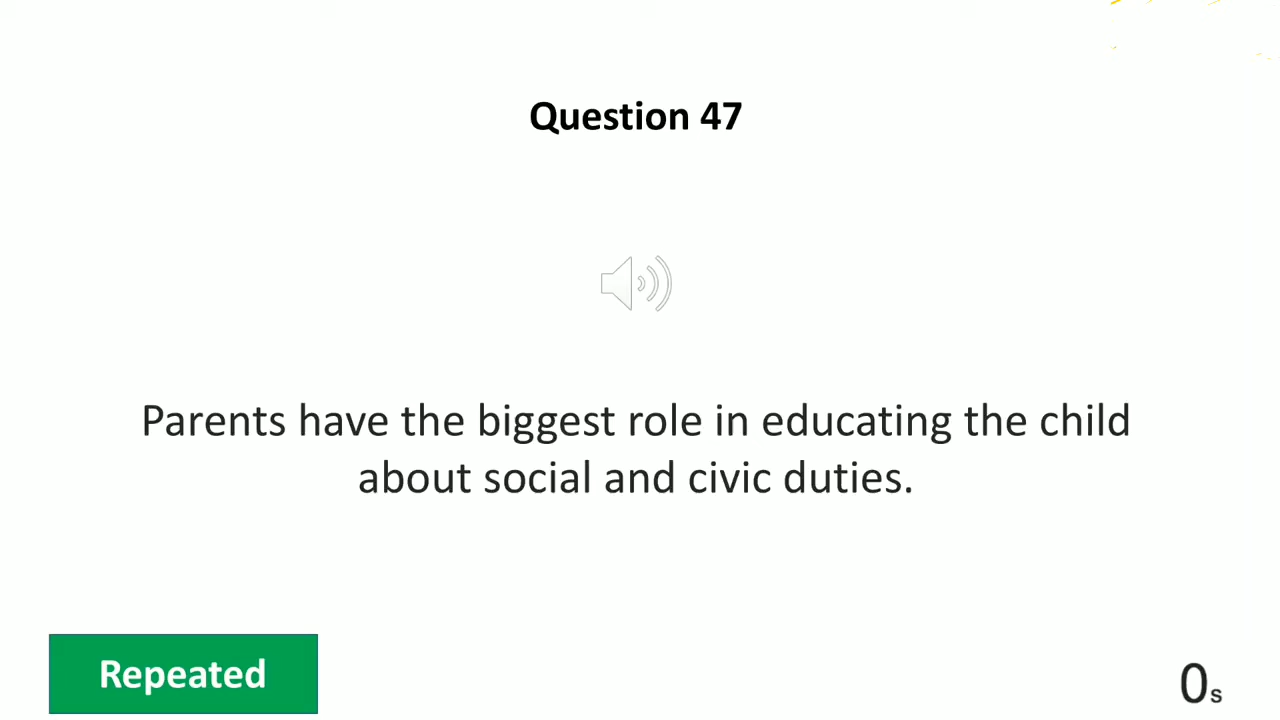 Question 47
Parents have the biggest role in educating the child
about social and civic duties.
Repeated
0s